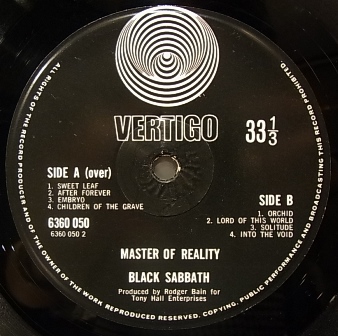 VERTIGO
33 1/3
SIDE A (over)
1. SWEET LEAF
2. AFTER FOREVER
3. EMBRYO
4. CHILDREN OF THE GRAVE
6360 050
6360 050 2
SIDE B
1. ORCHID
2. LORD OF THIS WORLD
3. SOLITUDE
4. INTO THE VOID
MASTER OF REALITY
BLACK SABBATH
Produced by Rodger Bain for
Tony Hall Enterprises
ALL RIGHTS OF THE RECORD PRODUCER AND OF THE OWNER OF THE WORK REPRODUCED RESERVED. COPYING, PUBLIC PERFORMANCE AND BROADCASTING THIS RECORD PROHIBITED.